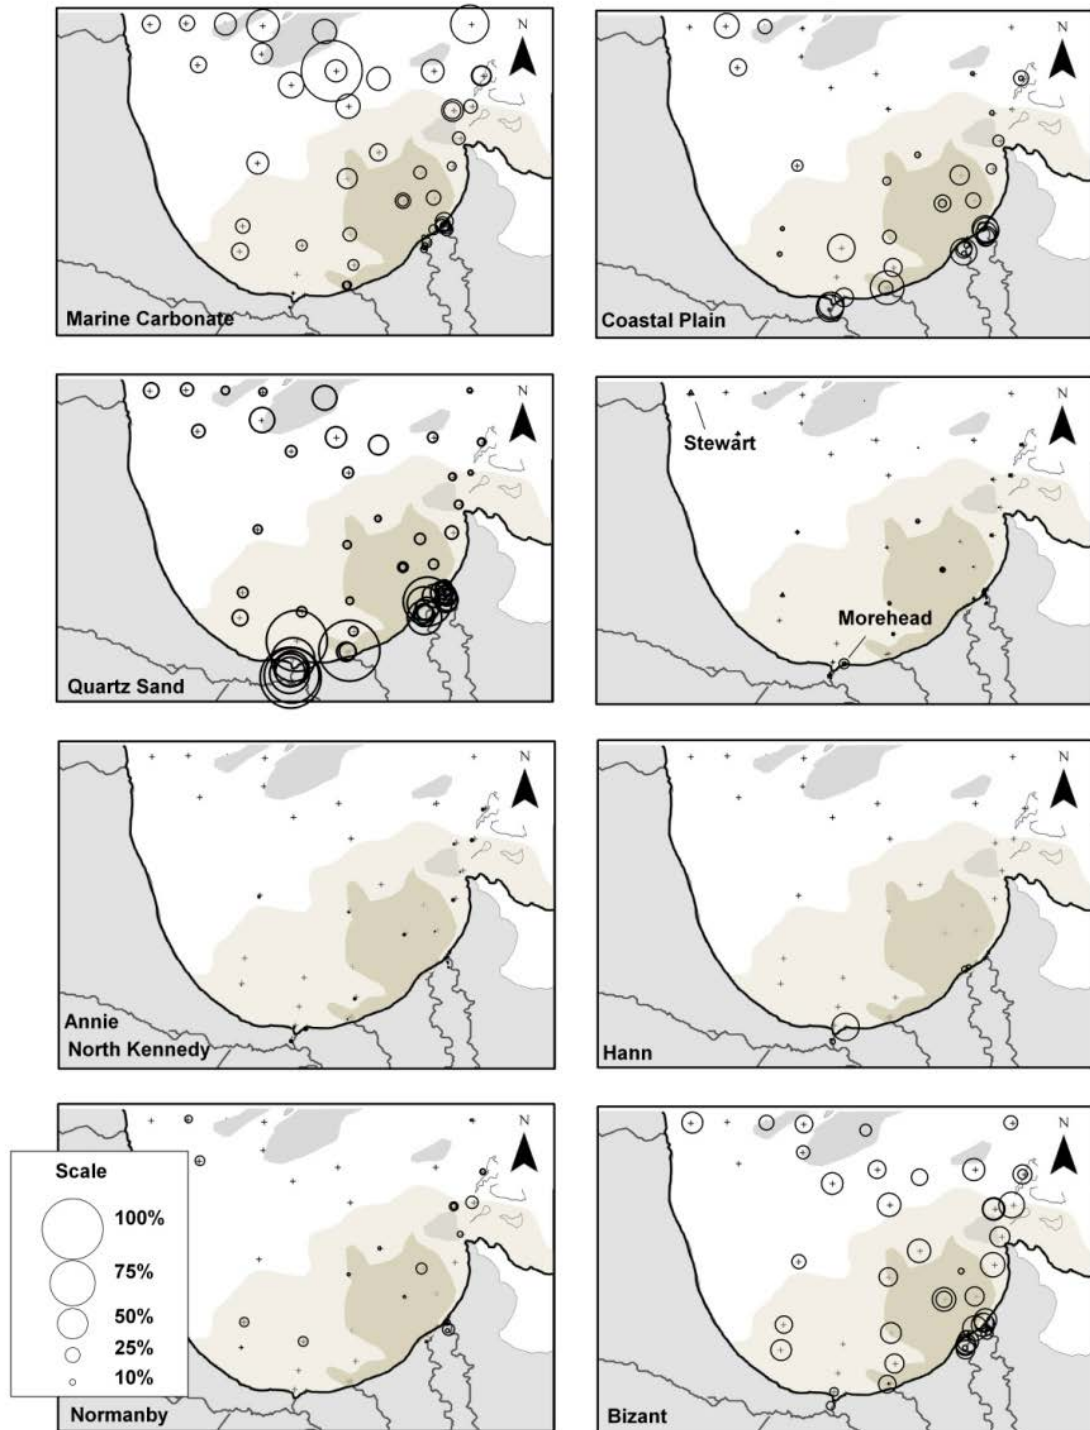 N
Marine Carbonate
N
Coastal Plain
N
Quartz Sand
N
Stewart
Morehead
N
Annie
North Kennedy
N
Hann
N
Scale
100%
75%
50%
25%
10%
Normanby
N
Bizant